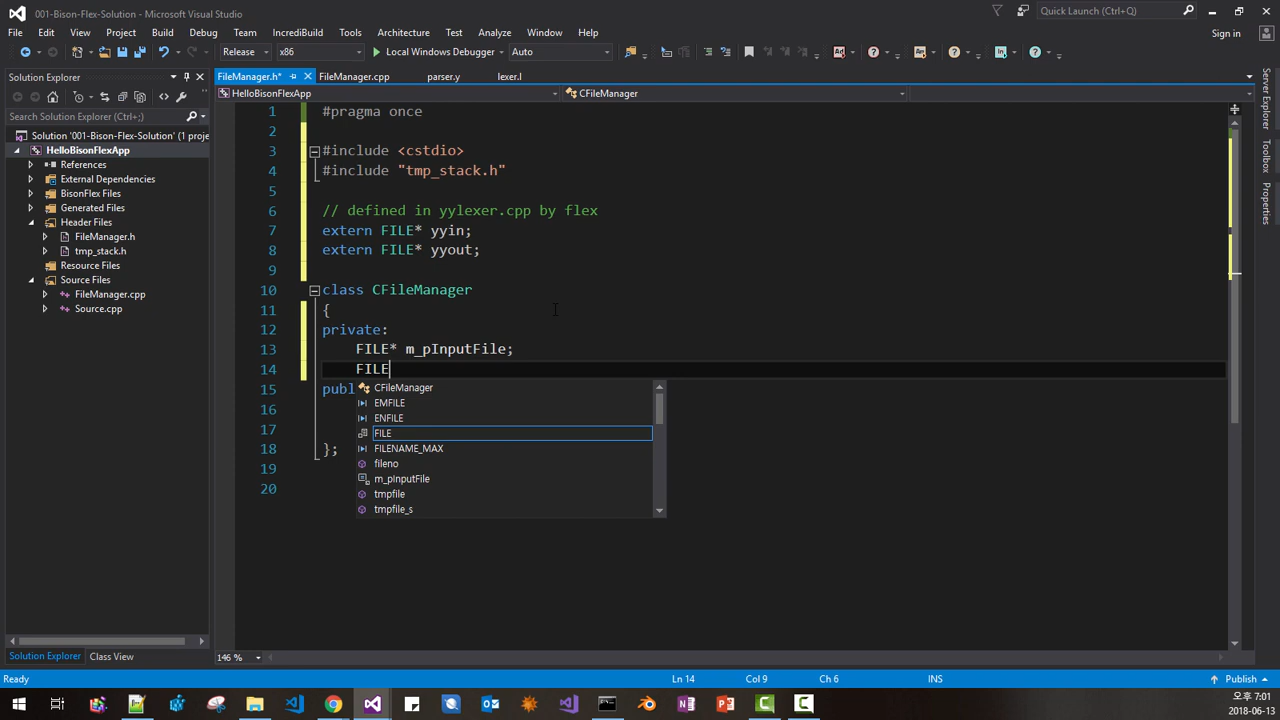 001-Bison-Flex-Solution - Microsoft Visual Studio
Quick Launch (Ctrl+Q)
File Edit View Project Build Debug Team IncrediBuild Tools Architecture Test Analyze Window Help
Sign in
Release x86 Local Windows Debugger Auto
Solution Explorer
Search Solution Explorer (Ctrl+;)
Solution '001-Bison-Flex-Solution' (1 proje
HelloBisonFlexApp
References
External Dependencies
BisonFlex Files
Generated Files
Header Files
FileManager.h
tmp_stack.h
Resource Files
Source Files
FileManager.cpp
Source.cpp
Solution Explorer Class View
FileManager.h* FileManager.cpp parser.y lexer.l
HelloBisonFlexApp CFileManager
1 #pragma once
2
3 #include <cstdio>
4 #include "tmp_stack.h"
5
6 // defined in yylexer.cpp by flex
7 extern FILE* yyin;
8 extern FILE* yyout;
9
10 class CFileManager
11 {
12 private:
13 FILE* m_pInputFile;
14 FILE
15 publ
16
17
18 };
19
20
CFileManager
EMFILE
ENFILE
FILE
FILENAME_MAX
fileno
m_pInputFile
tmpfile
tmpfile_s
146 %
Server Explorer
Toolbox
Properties
Ready Ln 14 Col 9 Ch 6 INS Publish
오후 7:01
2018-06-13